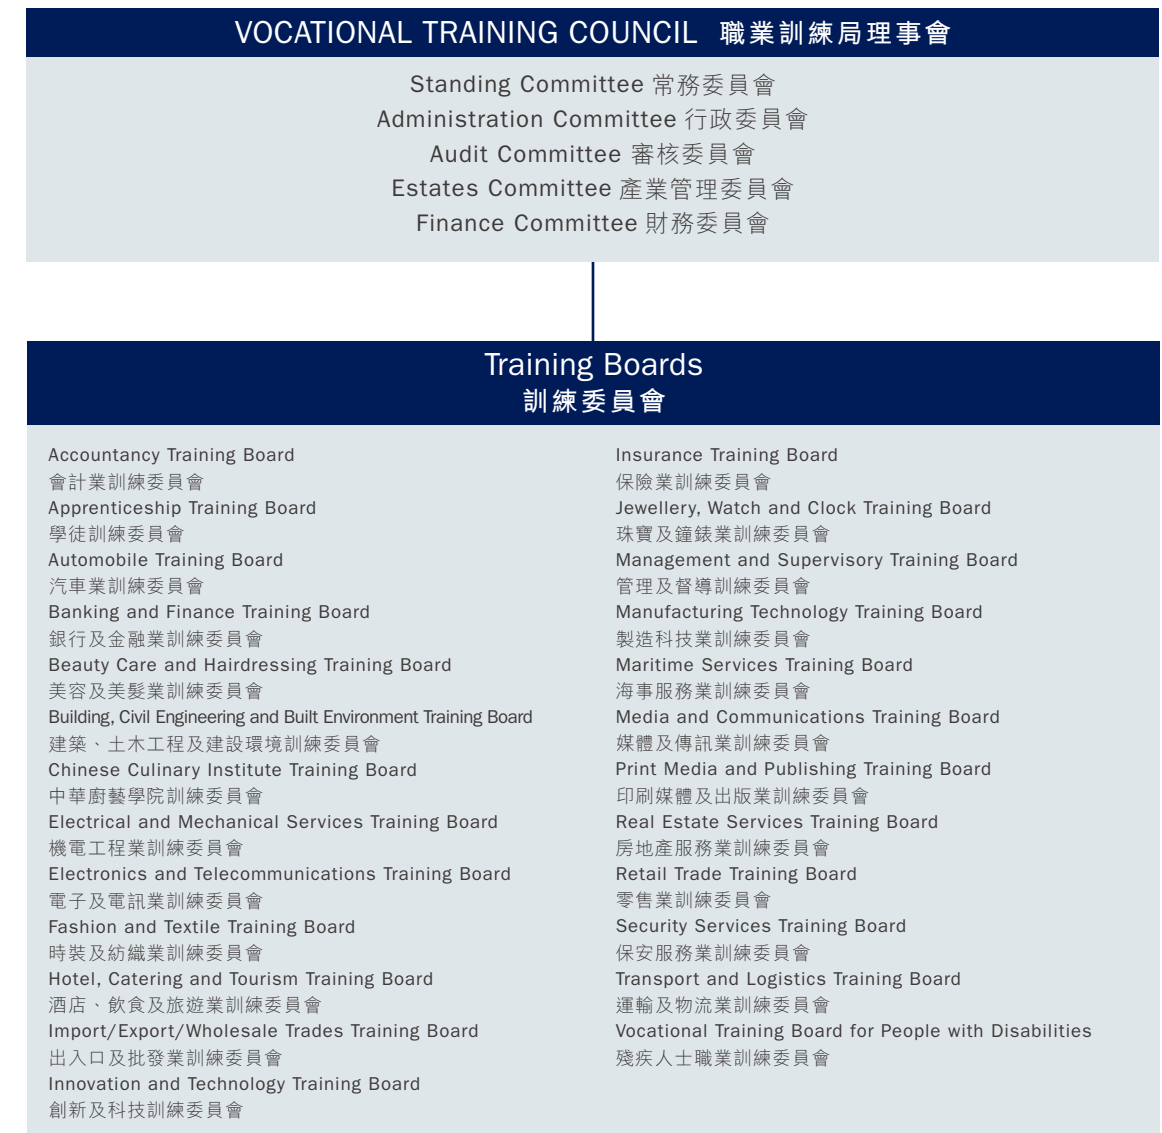 VOCATIONAL TRAINING COUNCIL 職業訓練局理事會
Standing Committee 常務委員會
Administration Committee 行政委員會
Audit Committee 審核委員會
Estates Committee 產業管理委員會
Finance Committee 財務委員會
Training Boards
訓練委員會
Accountancy Training Board
會計業訓練委員會
Apprenticeship Training Board
學徒訓練委員會
Automobile Training Board
汽車業訓練委員會
Banking and Finance Training Board
銀行及金融業訓練委員會
Beauty Care and Hairdressing Training Board
美容及美髮業訓練委員會
Building, Civil Engineering and Built Environment Training Board
建築、土木工程及建設環境訓練委員會
Chinese Culinary Institute Training Board
中華廚藝學院訓練委員會
Electrical and Mechanical Services Training Board
機電工程業訓練委員會
Electronics and Telecommunications Training Board
電子及電訊業訓練委員會
Fashion and Textile Training Board
時裝及紡織業訓練委員會
Hotel, Catering and Tourism Training Board
酒店、飲食及旅遊業訓練委員會
Import/Export/Wholesale Trades Training Board
出入口及批發業訓練委員會
Innovation and Technology Training Board
創新及科技訓練委員會
Insurance Training Board
保險業訓練委員會
Jewellery, Watch and Clock Training Board
珠寶及鐘錶業訓練委員會
Management and Supervisory Training Board
管理及督導訓練委員會
Manufacturing Technology Training Board
製造科技業訓練委員會
Maritime Services Training Board
海事服務業訓練委員會
Media and Communications Training Board
媒體及傳訊業訓練委員會
Print Media and Publishing Training Board
印刷媒體及出版業訓練委員會
Real Estate Services Training Board
房地產服務業訓練委員會
Retail Trade Training Board
零售業訓練委員會
Security Services Training Board
保安服務業訓練委員會
Transport and Logistics Training Board
運輸及物流業訓練委員會
Vocational Training Board for People with Disabilities
殘疾人士職業訓練委員會